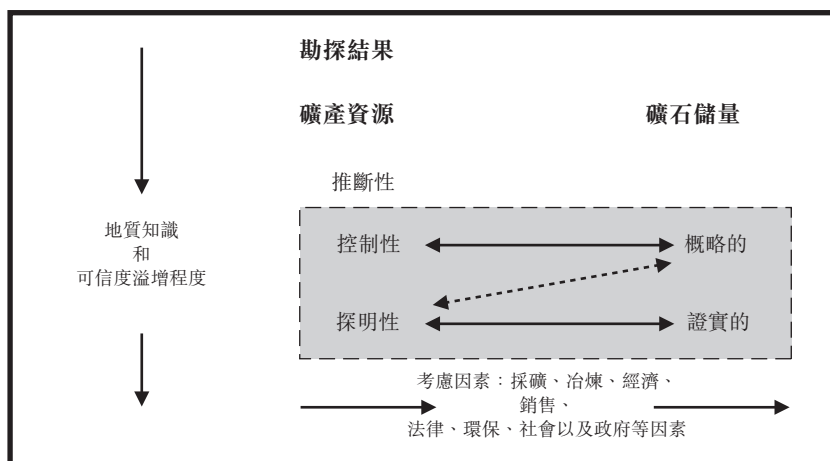 勘探結果
礦產資源 礦石儲量
推斷性
地質知識
和
可信度溢增程度
控制性 概略的
探明性 證實的
考慮因素：採礦、冶煉、經濟、
銷售、
法律、環保、社會以及政府等因素